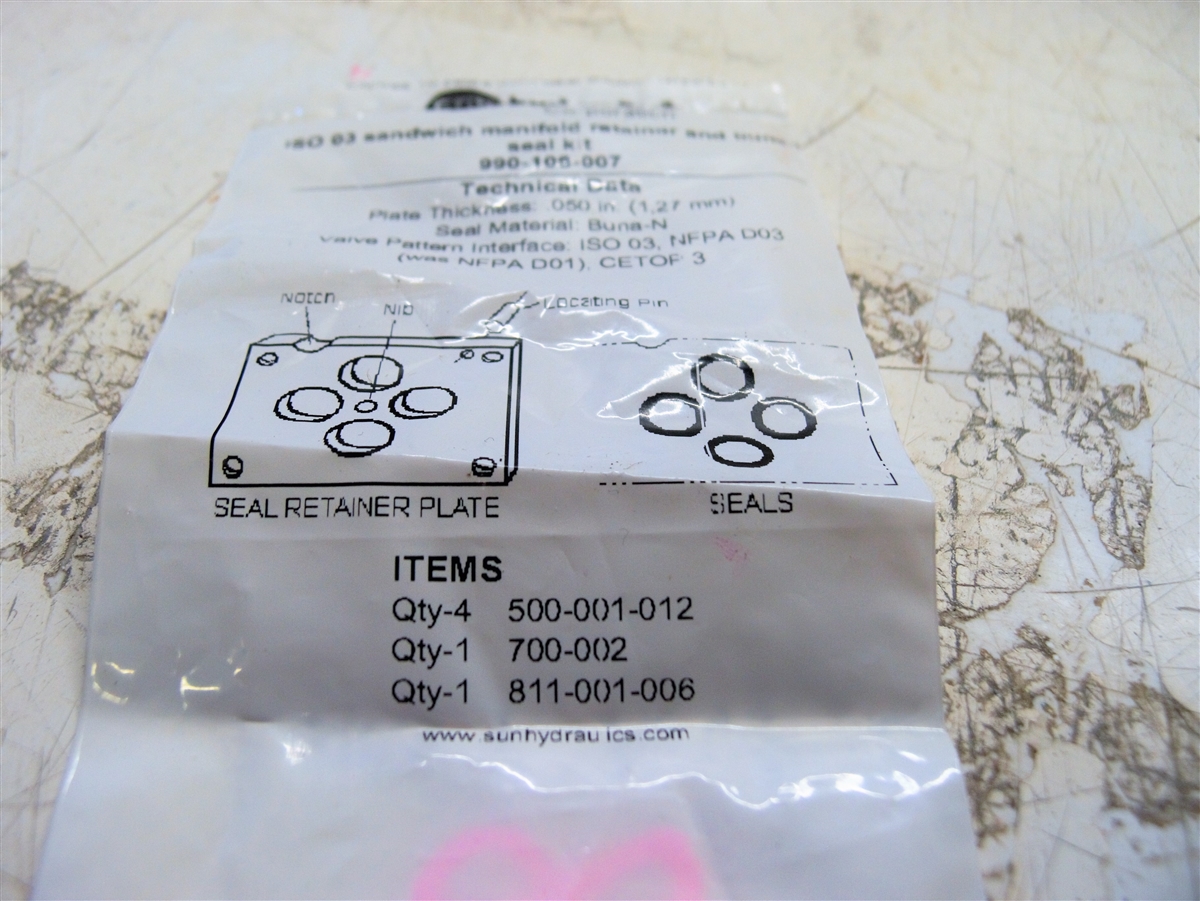 ISO 03 sandwich manifold retainer and
seal kit
990-105-007
Technical Data
Plate Thickness: .050 in. (1,27 mm)
Seal Material: Buna-N
Valve Pattern Interface: ISO 03, NFPA D03
(was NFPA D01), CETOP 3
Notch
Nib
Locating Pin
SEAL RETAINER PLATE
SEALS
ITEMS
Qty-4 500-001-012
Qty-1 700-002
Qty-1 811-001-006
www.sunhydraulics.com